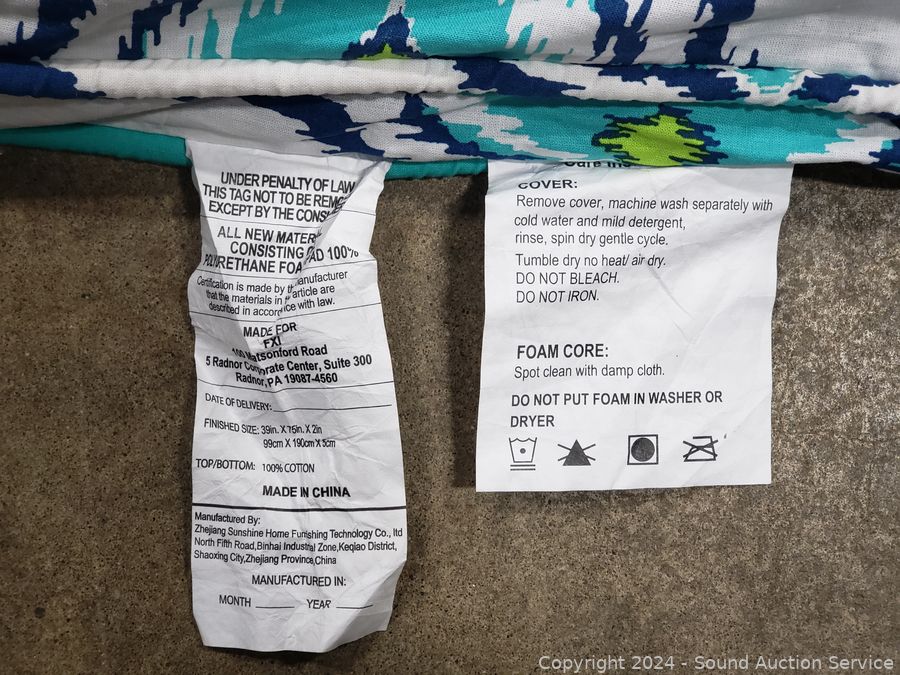 UNDER PENALTY OF LAW
THIS TAG NOT TO BE
EXCEPT BY THE
ALL NEW
CONSISTING 100%
FOAM
Certification is made by the manufacturer
that the materials in article are
described in with law.
MADE FOR
FXI
100 Matsonford Road
5 Radnor Corporate Center, Suite 300
Radnor, PA 19087-4560
DATE OF DELIVERY:
FINISHED SIZE: 39in. X 75in. X 2in
99cm X 190cm X 5cm
TOP/BOTTOM: 100% COTTON
MADE IN CHINA
Manufactured By:
Zhejiang Sunshine Home Furnishing Technology Co., ltd
North Fifth Road,Binhai Industrial Zone,Keqiao District,
Shaoxing City,Zhejiang Province,China
MANUFACTURED IN:
MONTH ______ YEAR ______
COVER:
Remove cover, machine wash separately with
cold water and mild detergent,
rinse, spin dry gentle cycle.
Tumble dry no heat/ air dry.
DO NOT BLEACH.
DO NOT IRON.
FOAM CORE:
Spot clean with damp cloth.
DO NOT PUT FOAM IN WASHER OR
DRYER
Copyright © 2024 - Sound Auction Service